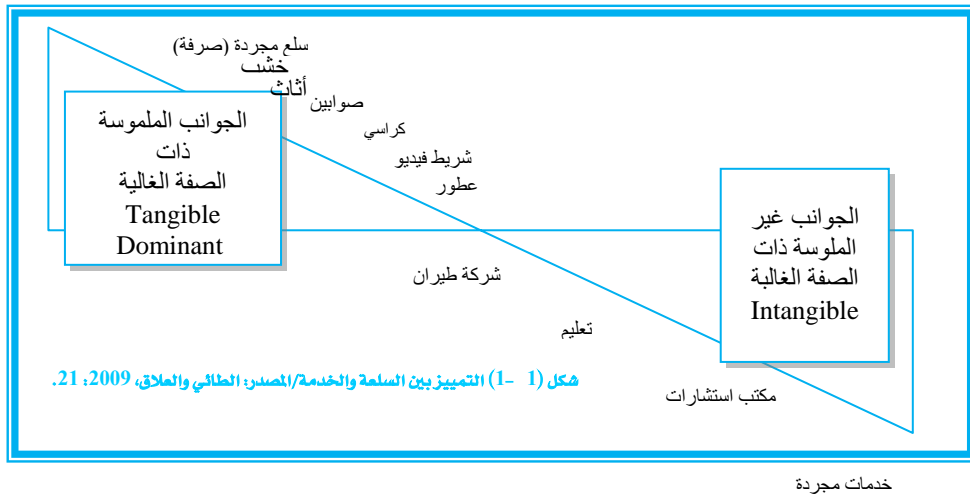 سلع مجردة (صرفة)
خشب
أثاث
صوابين
كراسي
شريط فيديو
عطور
الجوانب الملموسة
ذات
الصفة الغالية
Tangible
Dominant
الجوانب غير
الملوسة ذات
الصفة الغالبة
Intangible
شركة طيران
تعليم
شكل (1 -1) التمييز بين السلعة والخدمة/المصدر: الطائي والعلاق، 2009: 21.
مكتب استشارات
خدمات مجردة